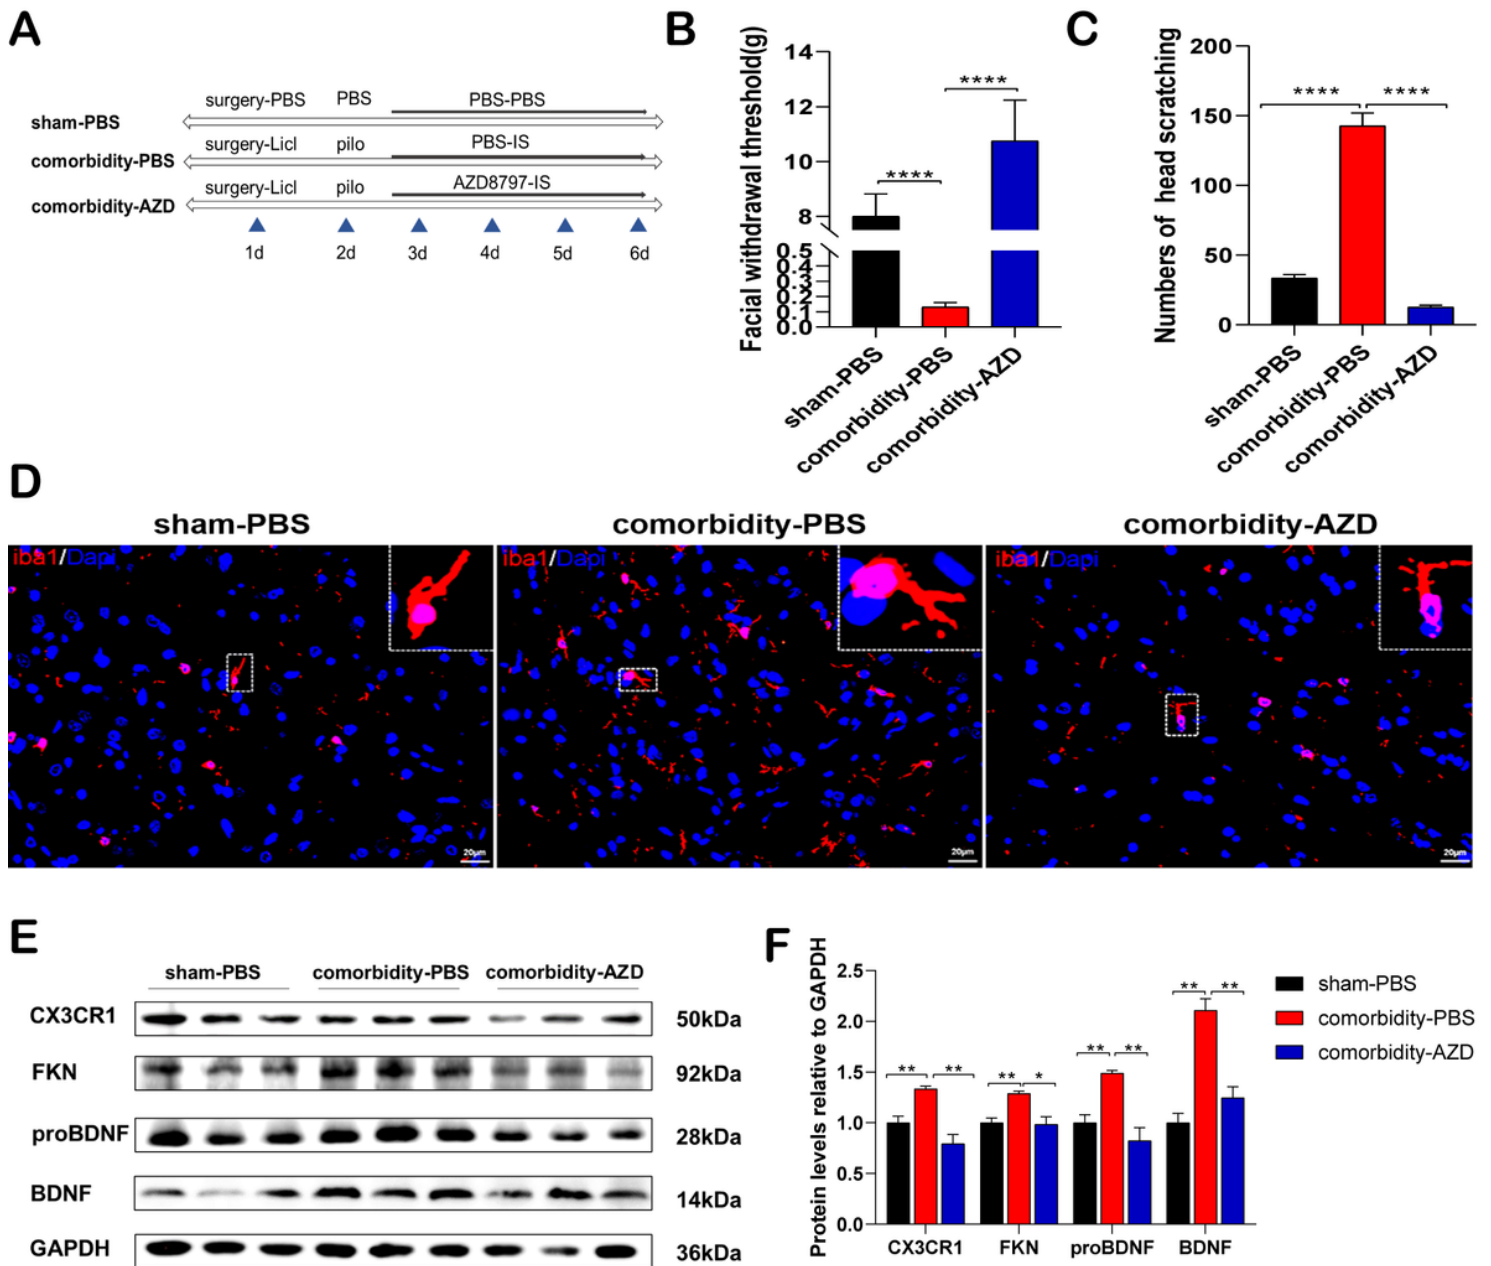 A
surgery-PBS PBS PBS-PBS
sham-PBS
surgery-Licl pilo PBS-IS
comorbidity-PBS
surgery-Licl pilo AZD8797-IS
comorbidity-AZD
1d 2d 3d 4d 5d 6d
B
Facial withdrawal threshold(g)
14
12
10
8
0.5
0.4
0.3
0.2
0.1
0.0
****
****
sham-PBS
comorbidity-PBS
comorbidity-AZD
C
Numbers of head scratching
200
150
100
50
0
**** ****
sham-PBS
comorbidity-PBS
comorbidity-AZD
D
sham-PBS comorbidity-PBS comorbidity-AZD
iba1/Dapi iba1/Dapi iba1/Dapi
20μm 20μm 20μm
E
sham-PBS comorbidity-PBS comorbidity-AZD
CX3CR1 50kDa
FKN 92kDa
proBDNF 28kDa
BDNF 14kDa
GAPDH 36kDa
F
Protein levels relative to GAPDH
2.5
2.0
1.5
1.0
0.5
0.0
** **
** *
** **
** **
CX3CR1 FKN proBDNF BDNF
sham-PBS
comorbidity-PBS
comorbidity-AZD